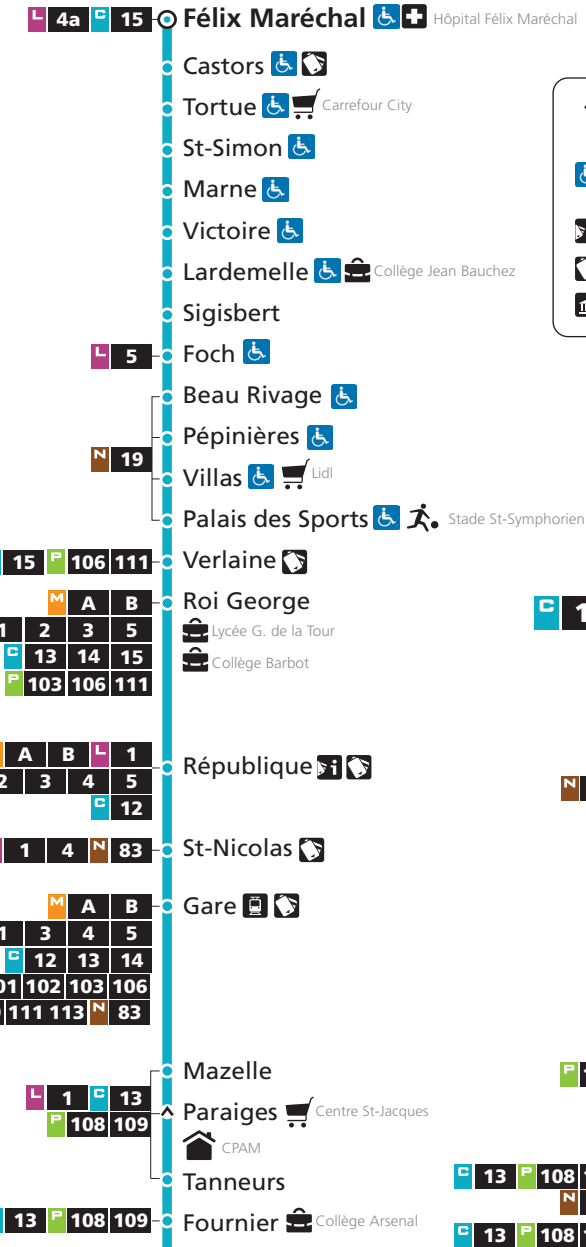 L 4a C 15 Félix Maréchal Hôpital Félix Maréchal
Castors
Tortue Carrefour City
St-Simon
Marne
Victoire
Lardemelle Collège Jean Bauchez
Sigisbert
L 5 Foch
Beau Rivage
Pépinières
N 19 Villas Lidl
Palais des Sports Stade St-Symphorien
15 P 106 111 Verlaine
M A B Roi George
2 3 5 Lycée G. de la Tour
C 13 14 15 Collège Barbot
P 103 106 111
C
A B L 1
3 4 5 République
C 12
N
1 4 N 83 St-Nicolas
M A B Gare
3 4 5
C 12 13 14
102 103 106
111 113 N 83
Mazelle
P
L 1 C 13
P 108 109 Paraiges Centre St-Jacques
CPAM
Tanneurs
C 13 P 108
N
13 P 108 109 Fournier Collège Arsenal
C 13 P 108